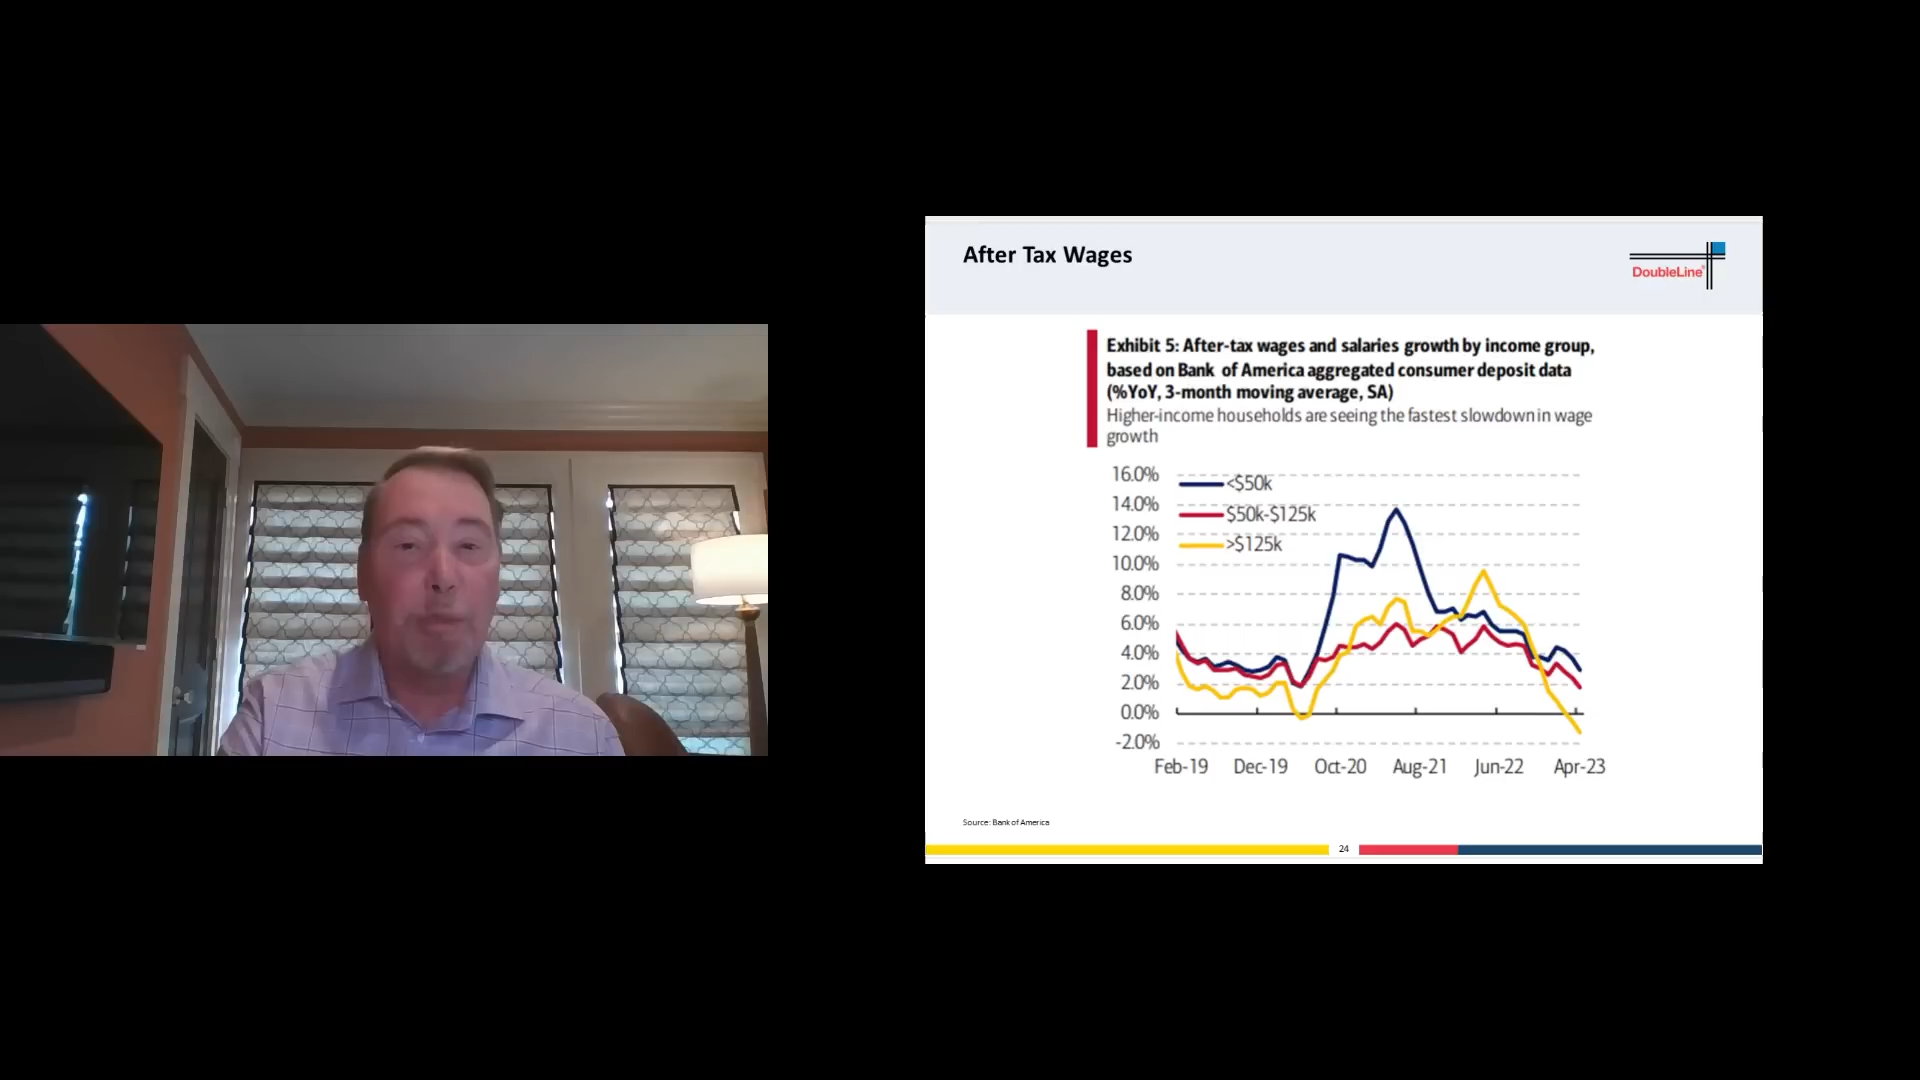 After Tax Wages
DoubleLine®
Exhibit 5: After-tax wages and salaries growth by income group,
based on Bank of America aggregated consumer deposit data
(%YoY, 3-month moving average, SA)
Higher-income households are seeing the fastest slowdown in wage
growth
16.0%
14.0%
12.0%
10.0%
8.0%
6.0%
4.0%
2.0%
0.0%
-2.0%
<$50k
$50k-$125k
>$125k
Feb-19 Dec-19 Oct-20 Aug-21 Jun-22 Apr-23
Source: Bank of America
24